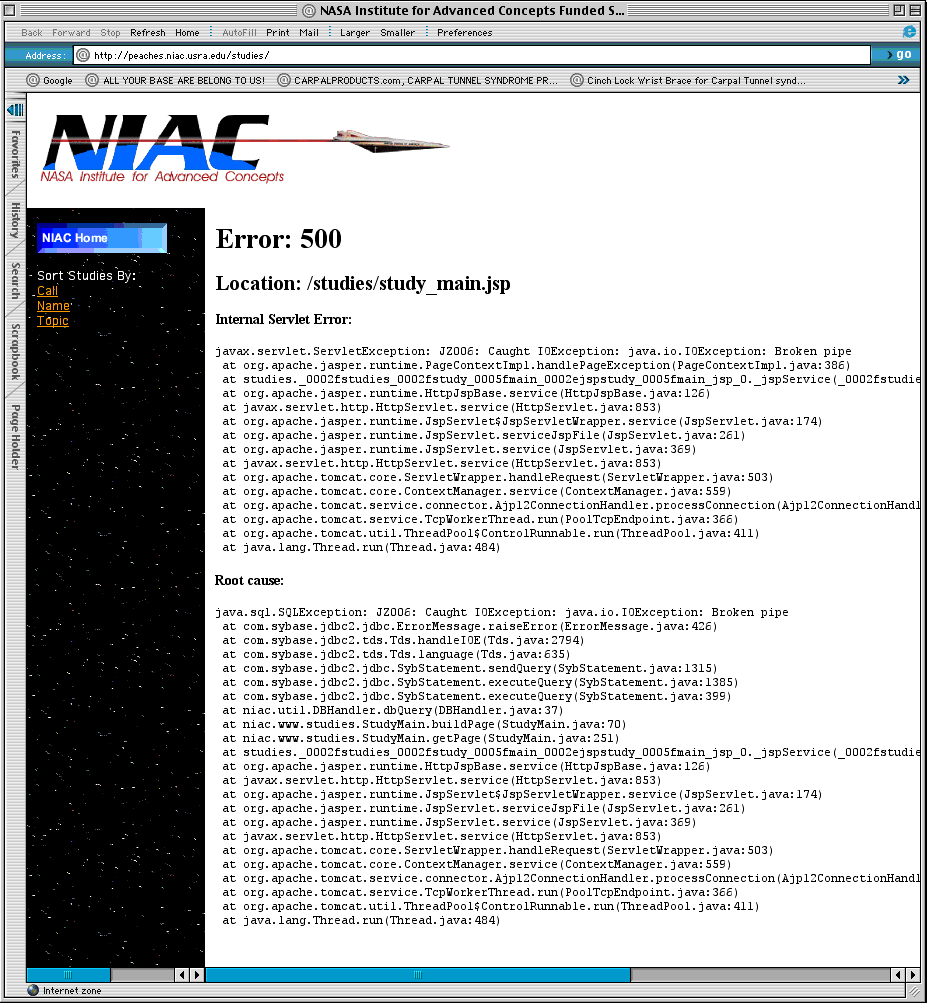 NASA Institute for Advanced Concepts Funded S...
Back Forward Stop Refresh Home AutoFill Print Mail Larger Smaller Preferences
Address: http://peaches.niac.usra.edu/studies/ go
Google ALL YOUR BASE ARE BELONG TO US! CARPALPRODUCTS.com, CARPAL TUNNEL SYNDROME PR... Cinch Lock Wrist Brace for Carpal Tunnel synd...
Favorites
History
Search
Scrapbook
Page Holder
NIAC
NASA Institute for Advanced Concepts
NIAC Home
Sort Studies By:
Call
Name
Topic
Error: 500
Location: /studies/study_main.jsp
Internal Servlet Error:
javax.servlet.ServletException: JZ006: Caught IOException: java.io.IOException: Broken pipe
at org.apache.jasper.runtime.PageContextImpl.handlePageException(PageContextImpl.java:386)
at studies._0002fstudies_0002fstudy_0005fmain_0002ejspstudy_0005fmain_jsp_0._jspService(_0002fstudie
at org.apache.jasper.runtime.HttpJspBase.service(HttpJspBase.java:126)
at javax.servlet.http.HttpServlet.service(HttpServlet.java:853)
at org.apache.jasper.runtime.JspServlet$JspServletWrapper.service(JspServlet.java:174)
at org.apache.jasper.runtime.JspServlet.serviceJspFile(JspServlet.java:261)
at org.apache.jasper.runtime.JspServlet.service(JspServlet.java:369)
at javax.servlet.http.HttpServlet.service(HttpServlet.java:853)
at org.apache.tomcat.core.ServletWrapper.handleRequest(ServletWrapper.java:503)
at org.apache.tomcat.core.ContextManager.service(ContextManager.java:559)
at org.apache.tomcat.service.connector.Ajp12ConnectionHandler.processConnection(Ajp12ConnectionHandl
at org.apache.tomcat.service.TcpWorkerThread.run(PoolTcpEndpoint.java:366)
at org.apache.tomcat.util.ThreadPool$ControlRunnable.run(ThreadPool.java:411)
at java.lang.Thread.run(Thread.java:484)
Root cause:
java.sql.SQLException: JZ006: Caught IOException: java.io.IOException: Broken pipe
at com.sybase.jdbc2.jdbc.ErrorMessage.raiseError(ErrorMessage.java:426)
at com.sybase.jdbc2.tds.Tds.handleIOE(Tds.java:2794)
at com.sybase.jdbc2.tds.Tds.language(Tds.java:635)
at com.sybase.jdbc2.jdbc.SybStatement.sendQuery(SybStatement.java:1315)
at com.sybase.jdbc2.jdbc.SybStatement.executeQuery(SybStatement.java:1385)
at com.sybase.jdbc2.jdbc.SybStatement.executeQuery(SybStatement.java:399)
at niac.util.DBHandler.dbQuery(DBHandler.java:37)
at niac.www.studies.StudyMain.buildPage(StudyMain.java:70)
at niac.www.studies.StudyMain.getPage(StudyMain.java:251)
at studies._0002fstudies_0002fstudy_0005fmain_0002ejspstudy_0005fmain_jsp_0._jspService(_0002fstudie
at org.apache.jasper.runtime.HttpJspBase.service(HttpJspBase.java:126)
at javax.servlet.http.HttpServlet.service(HttpServlet.java:853)
at org.apache.jasper.runtime.JspServlet$JspServletWrapper.service(JspServlet.java:174)
at org.apache.jasper.runtime.JspServlet.serviceJspFile(JspServlet.java:261)
at org.apache.jasper.runtime.JspServlet.service(JspServlet.java:369)
at javax.servlet.http.HttpServlet.service(HttpServlet.java:853)
at org.apache.tomcat.core.ServletWrapper.handleRequest(ServletWrapper.java:503)
at org.apache.tomcat.core.ContextManager.service(ContextManager.java:559)
at org.apache.tomcat.service.connector.Ajp12ConnectionHandler.processConnection(Ajp12ConnectionHandl
at org.apache.tomcat.service.TcpWorkerThread.run(PoolTcpEndpoint.java:366)
at org.apache.tomcat.util.ThreadPool$ControlRunnable.run(ThreadPool.java:411)
at java.lang.Thread.run(Thread.java:484)
Internet zone